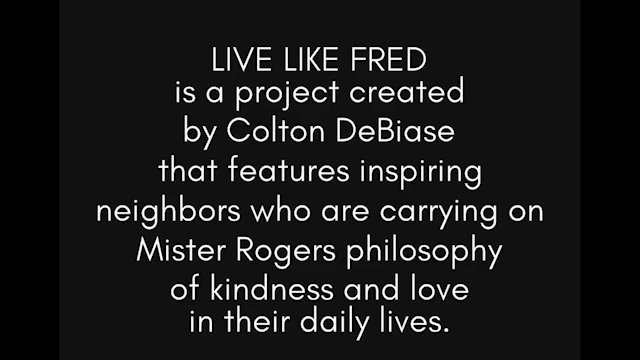 LIVE LIKE FRED
is a project created
by Colton DeBiase
that features inspiring
neighbors who are carrying on
Mister Rogers philosophy
of kindness and love
in their daily lives.